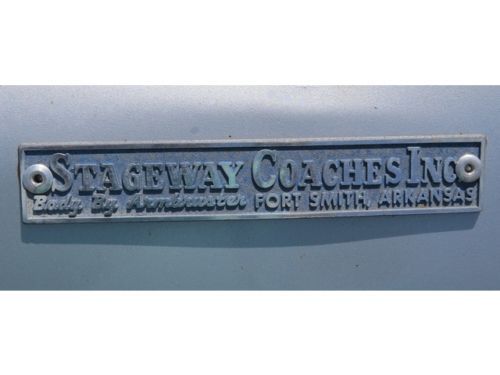 STAGEWAY COACHES INC
Body By Armbruster FORT SMITH, ARKANSAS